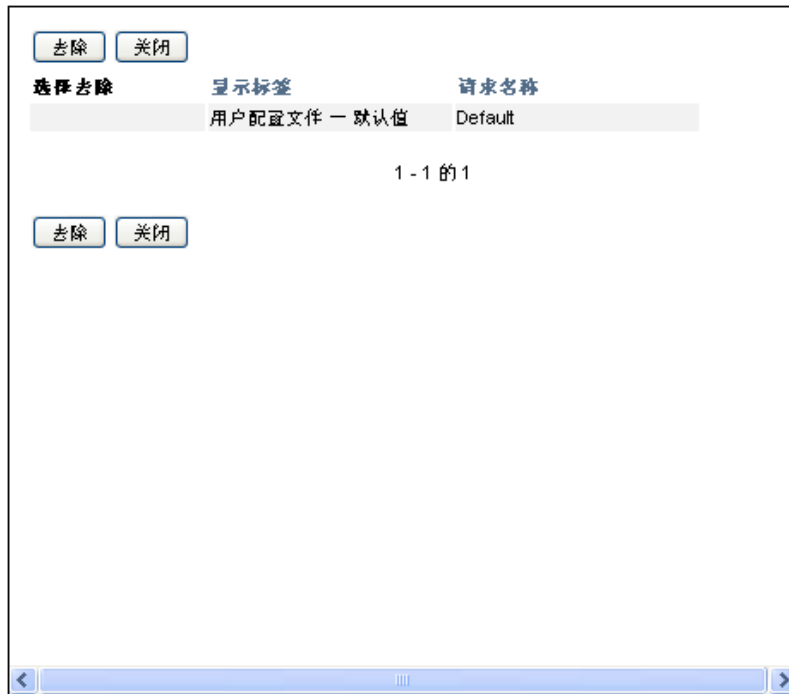 去除 关闭
选择去除 显示标签 请求名称
用户配置文件 一 默认值 Default
1 - 1 的 1
去除 关闭